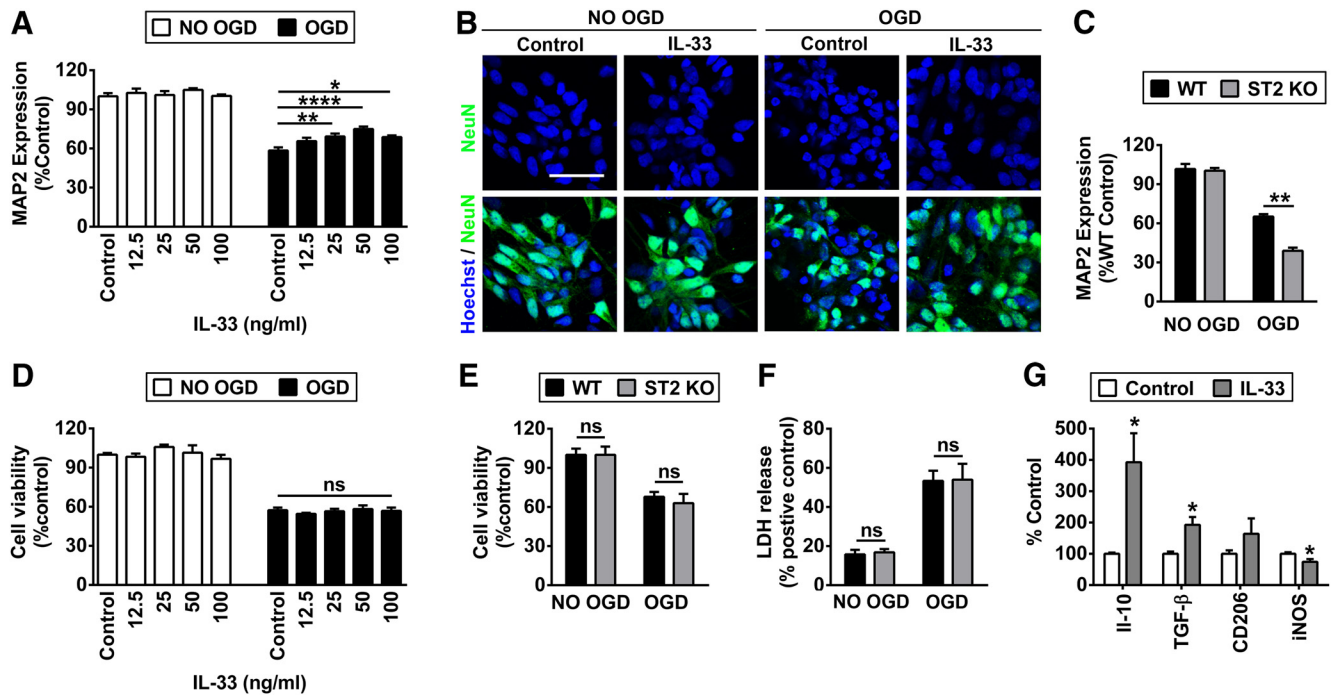 A
NO OGD OGD
MAP2 Expression
(%Control)
120
90
60
30
0
*
****
**
Control 12.5 25 50 100 Control 12.5 25 50 100
IL-33 (ng/ml)
B
NO OGD OGD
Control IL-33 Control IL-33
NeuN
Hoechst / NeuN
C
WT ST2 KO
MAP2 Expression
(%WT Control)
120
90
60
30
0
**
NO OGD OGD
D
NO OGD OGD
Cell viability
(%control)
120
90
60
30
0
ns
Control 12.5 25 50 100 Control 12.5 25 50 100
IL-33 (ng/ml)
E
WT ST2 KO
Cell viability
(%control)
120
90
60
30
0
ns ns
NO OGD OGD
F
LDH release
(% postive control)
80
60
40
20
0
ns ns
NO OGD OGD
G
Control IL-33
% Control
500
400
300
200
100
0
* * *
Il-10 TGF-β CD206 iNOS